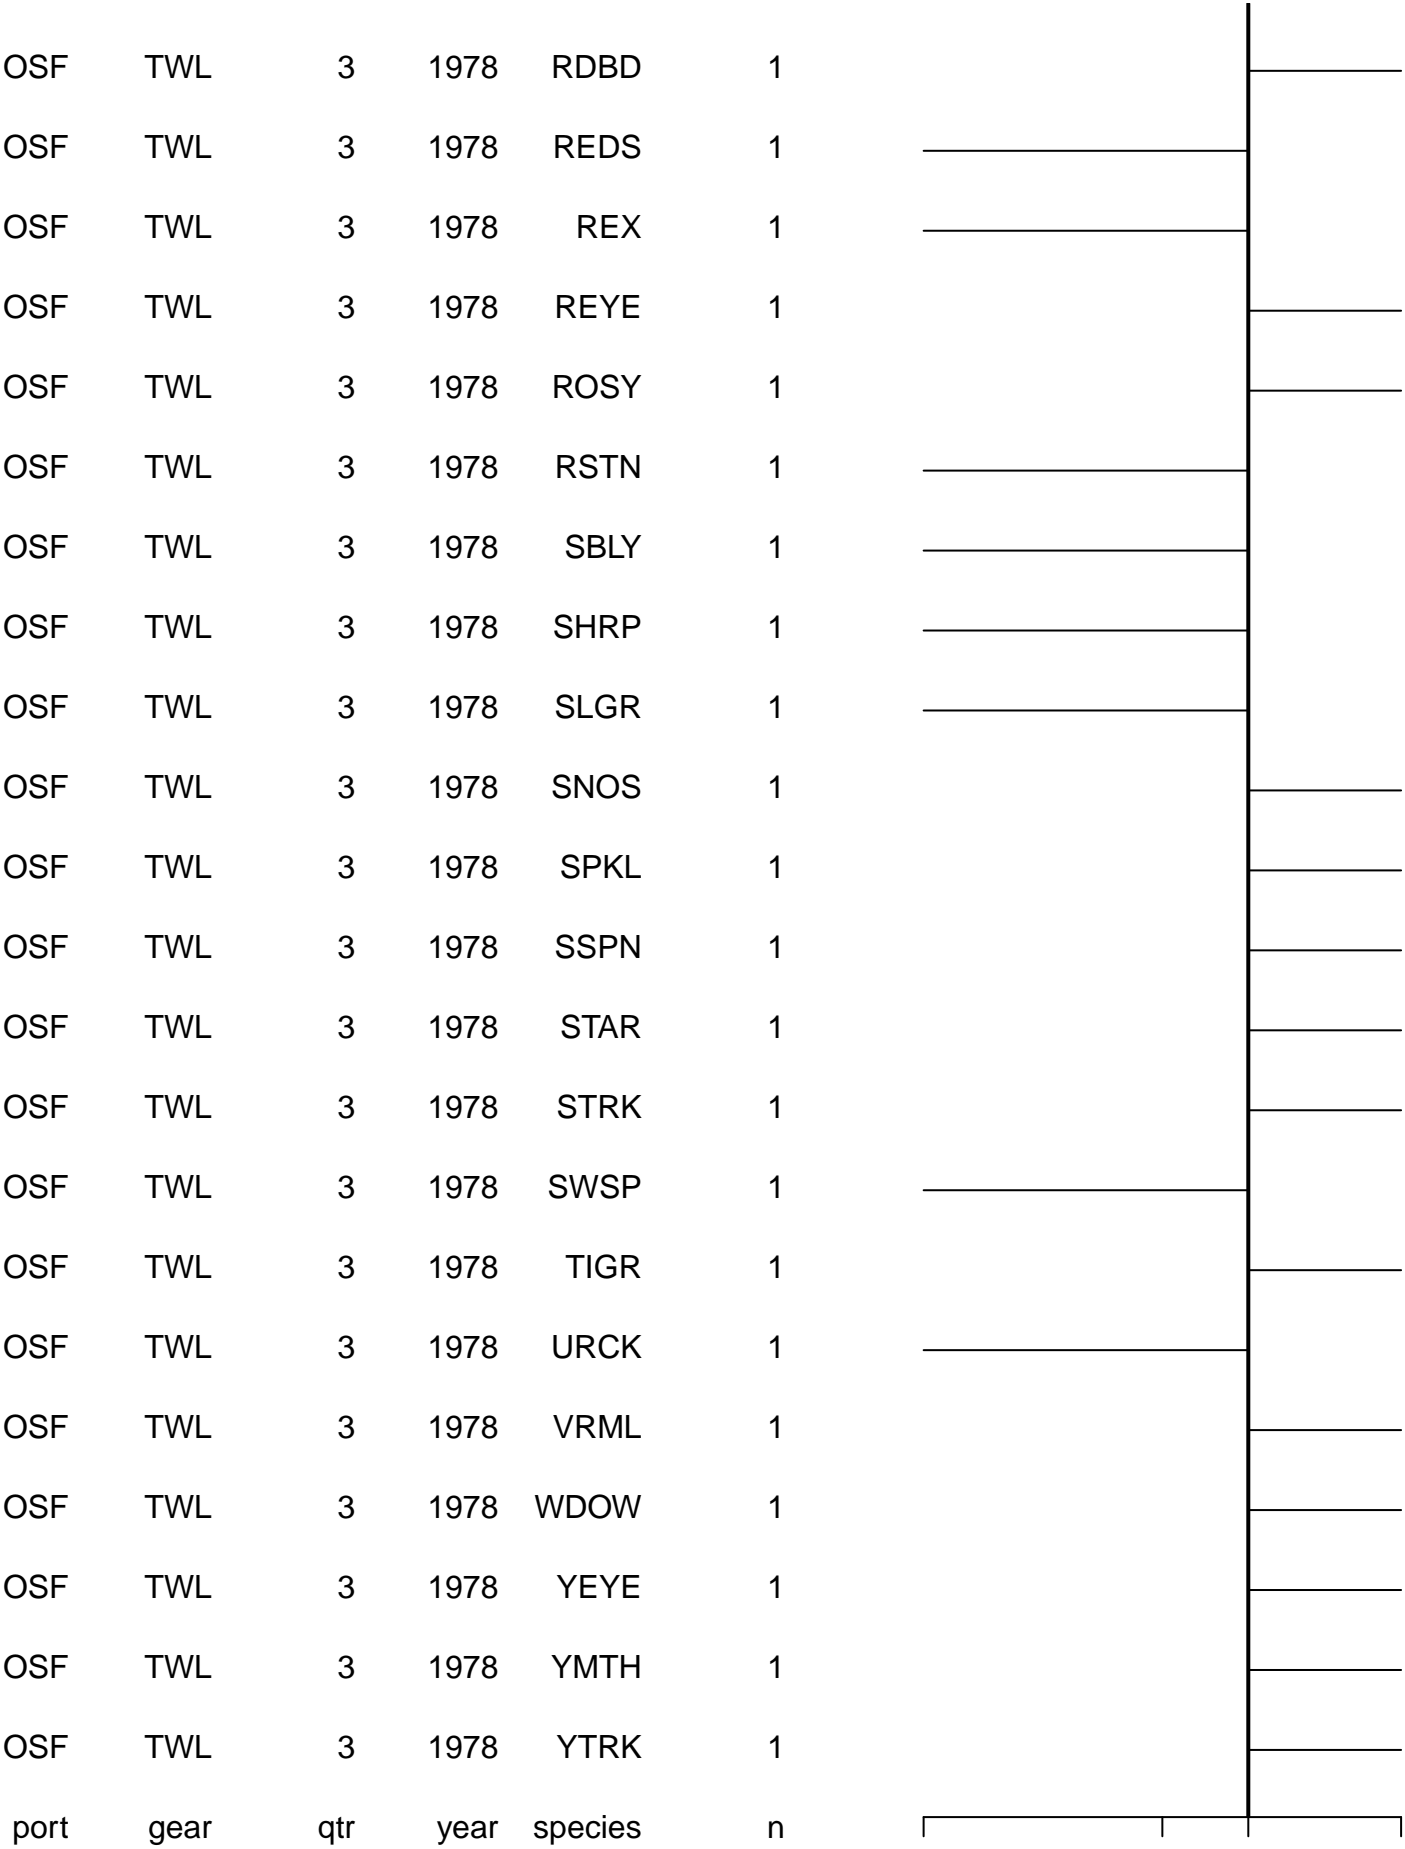 OSF TWL 3 1978 RDBD 1
OSF TWL 3 1978 REDS 1
OSF TWL 3 1978 REX 1
OSF TWL 3 1978 REYE 1
OSF TWL 3 1978 ROSY 1
OSF TWL 3 1978 RSTN 1
OSF TWL 3 1978 SBLY 1
OSF TWL 3 1978 SHRP 1
OSF TWL 3 1978 SLGR 1
OSF TWL 3 1978 SNOS 1
OSF TWL 3 1978 SPKL 1
OSF TWL 3 1978 SSPN 1
OSF TWL 3 1978 STAR 1
OSF TWL 3 1978 STRK 1
OSF TWL 3 1978 SWSP 1
OSF TWL 3 1978 TIGR 1
OSF TWL 3 1978 URCK 1
OSF TWL 3 1978 VRML 1
OSF TWL 3 1978 WDOW 1
OSF TWL 3 1978 YEYE 1
OSF TWL 3 1978 YMTH 1
OSF TWL 3 1978 YTRK 1
port gear qtr year species n